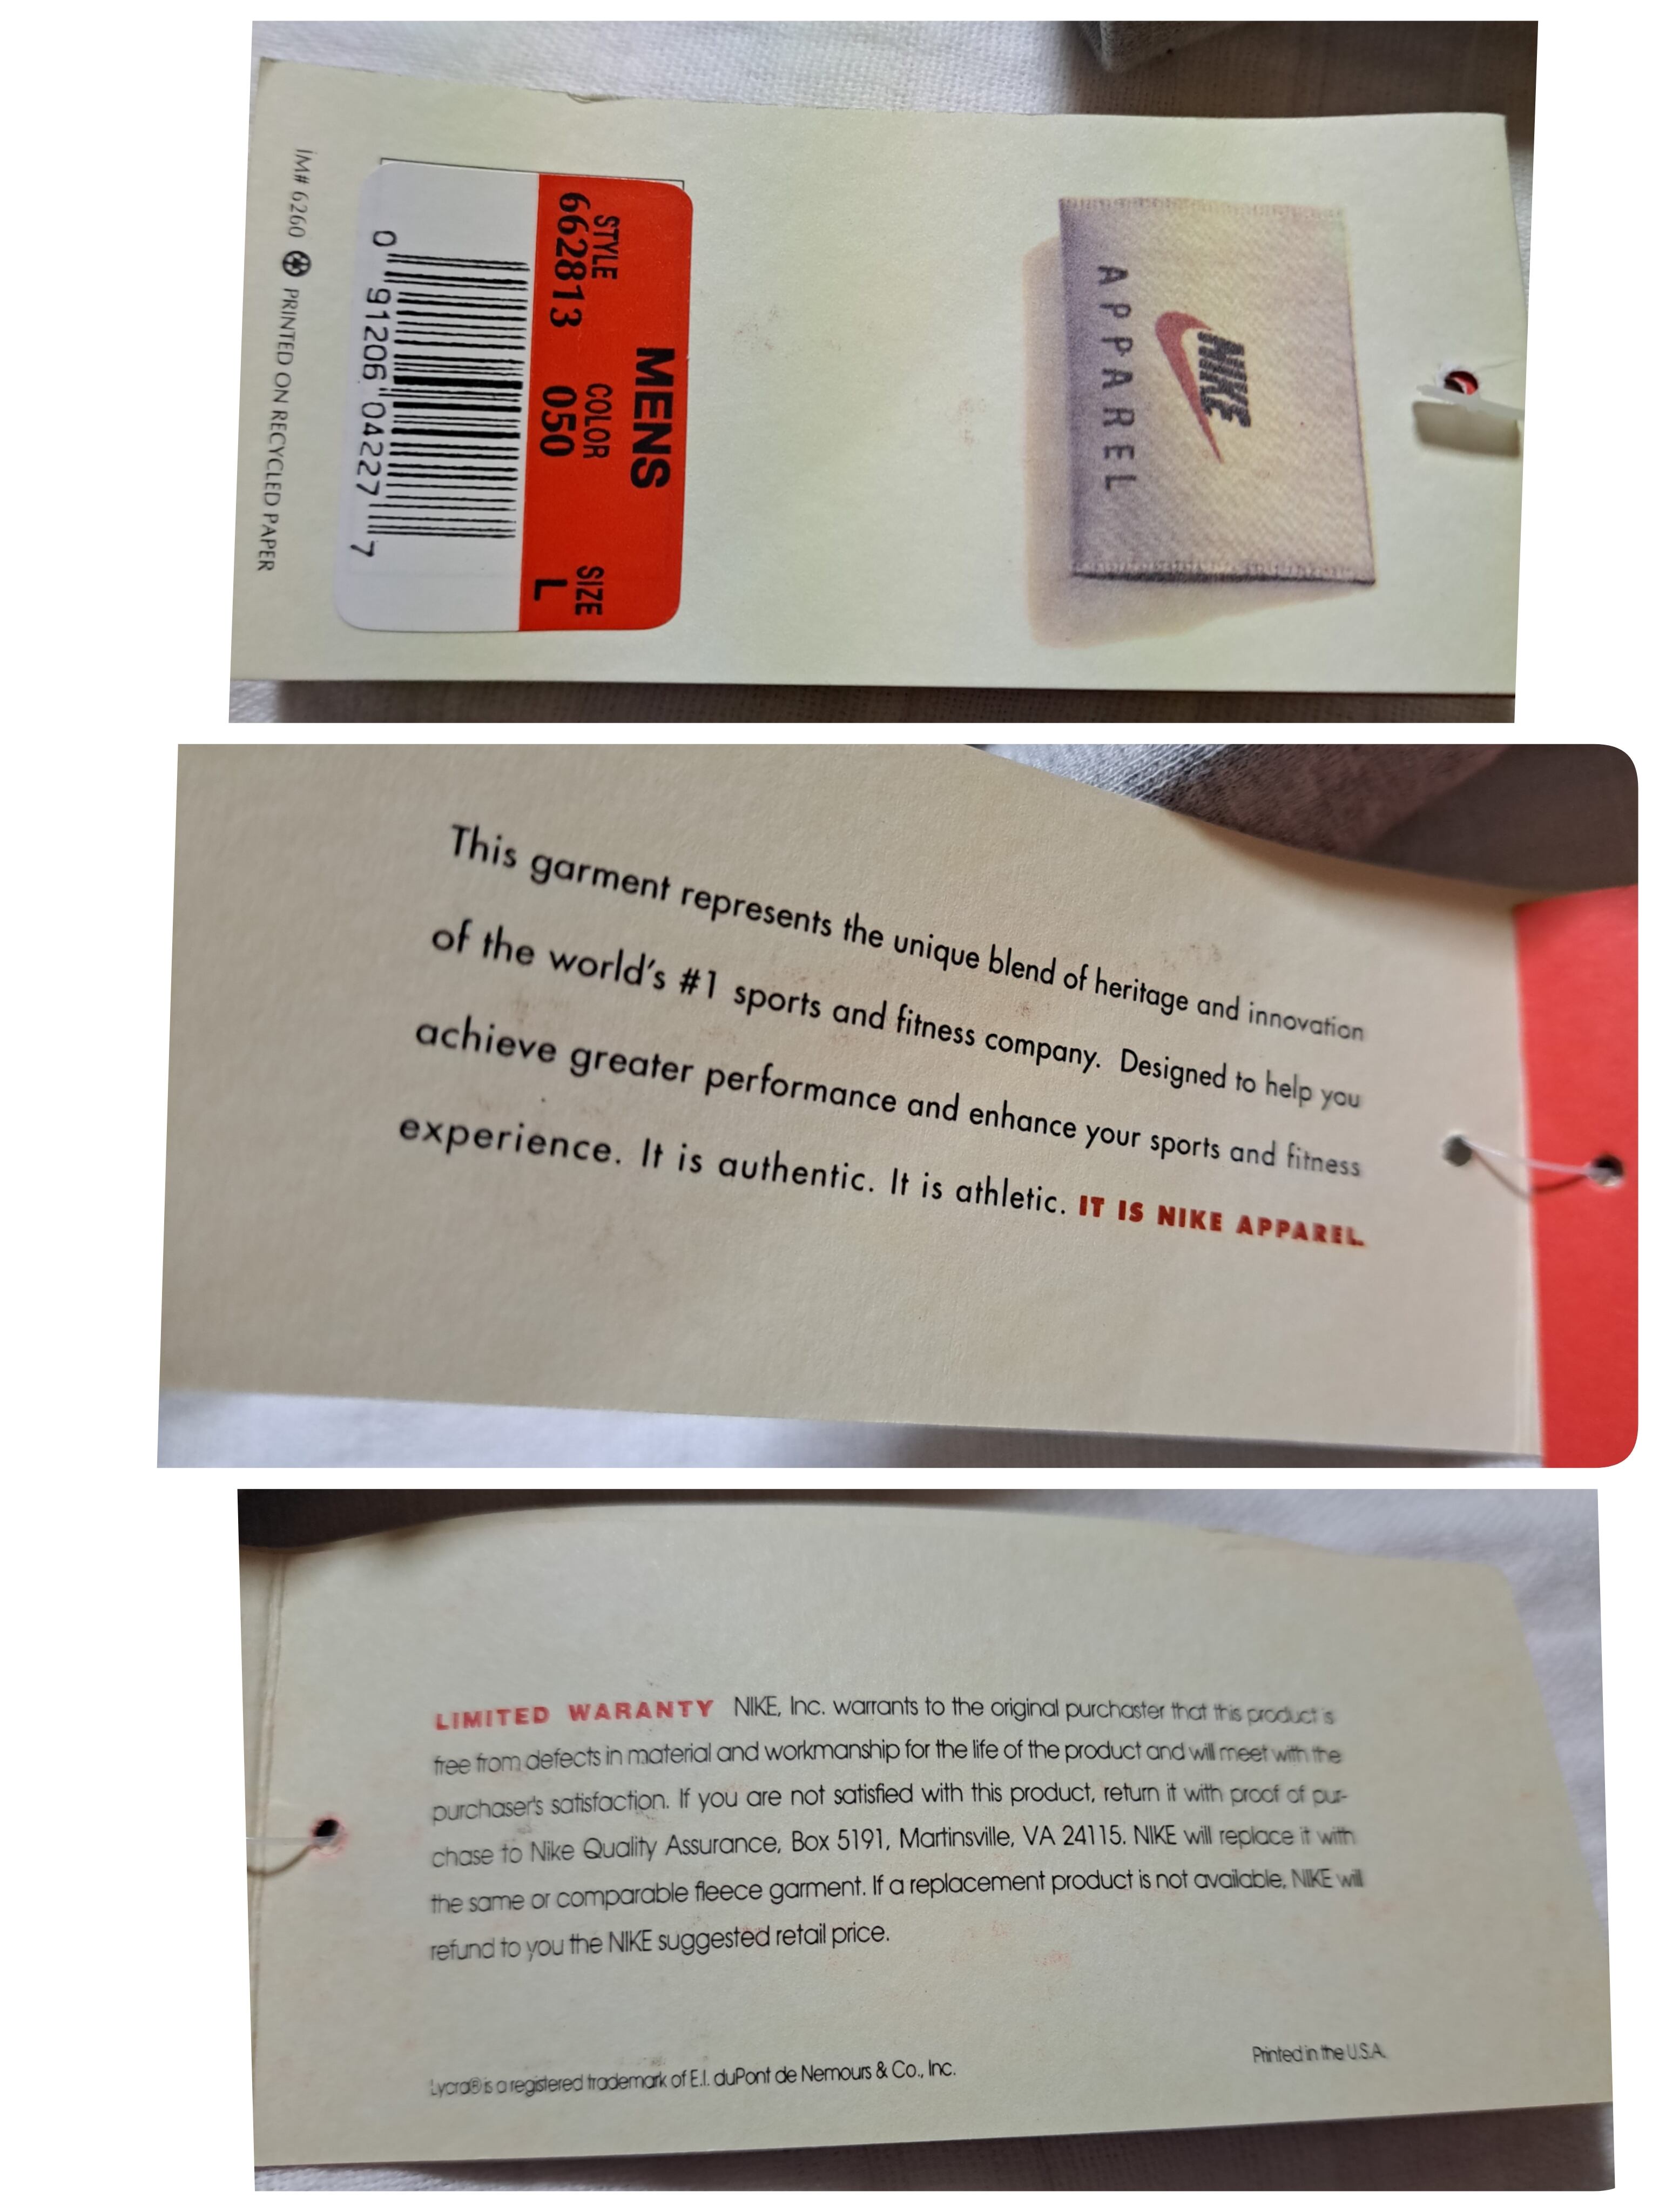 NIKE
APPAREL
MENS
STYLE COLOR SIZE
662813 050 L
0 91206 04227 7
IM# 6260 PRINTED ON RECYCLED PAPER
This garment represents the unique blend of heritage and innovation
of the world's #1 sports and fitness company. Designed to help you
achieve greater performance and enhance your sports and fitness
experience. It is authentic. It is athletic. IT IS NIKE APPAREL.
LIMITED WARANTY NIKE, Inc. warrants to the original purchaster that this product is
free from defects in material and workmanship for the life of the product and will meet with the
purchaser's satisfaction. If you are not satisfied with this product, return it with proof of pur-
chase to Nike Quality Assurance, Box 5191, Martinsville, VA 24115. NIKE will replace it with
the same or comparable fleece garment. If a replacement product is not available, NIKE will
refund to you the NIKE suggested retail price.
Lycra® is a registered trademark of E.I. duPont de Nemours & Co., Inc.
Printed in the U.S.A.